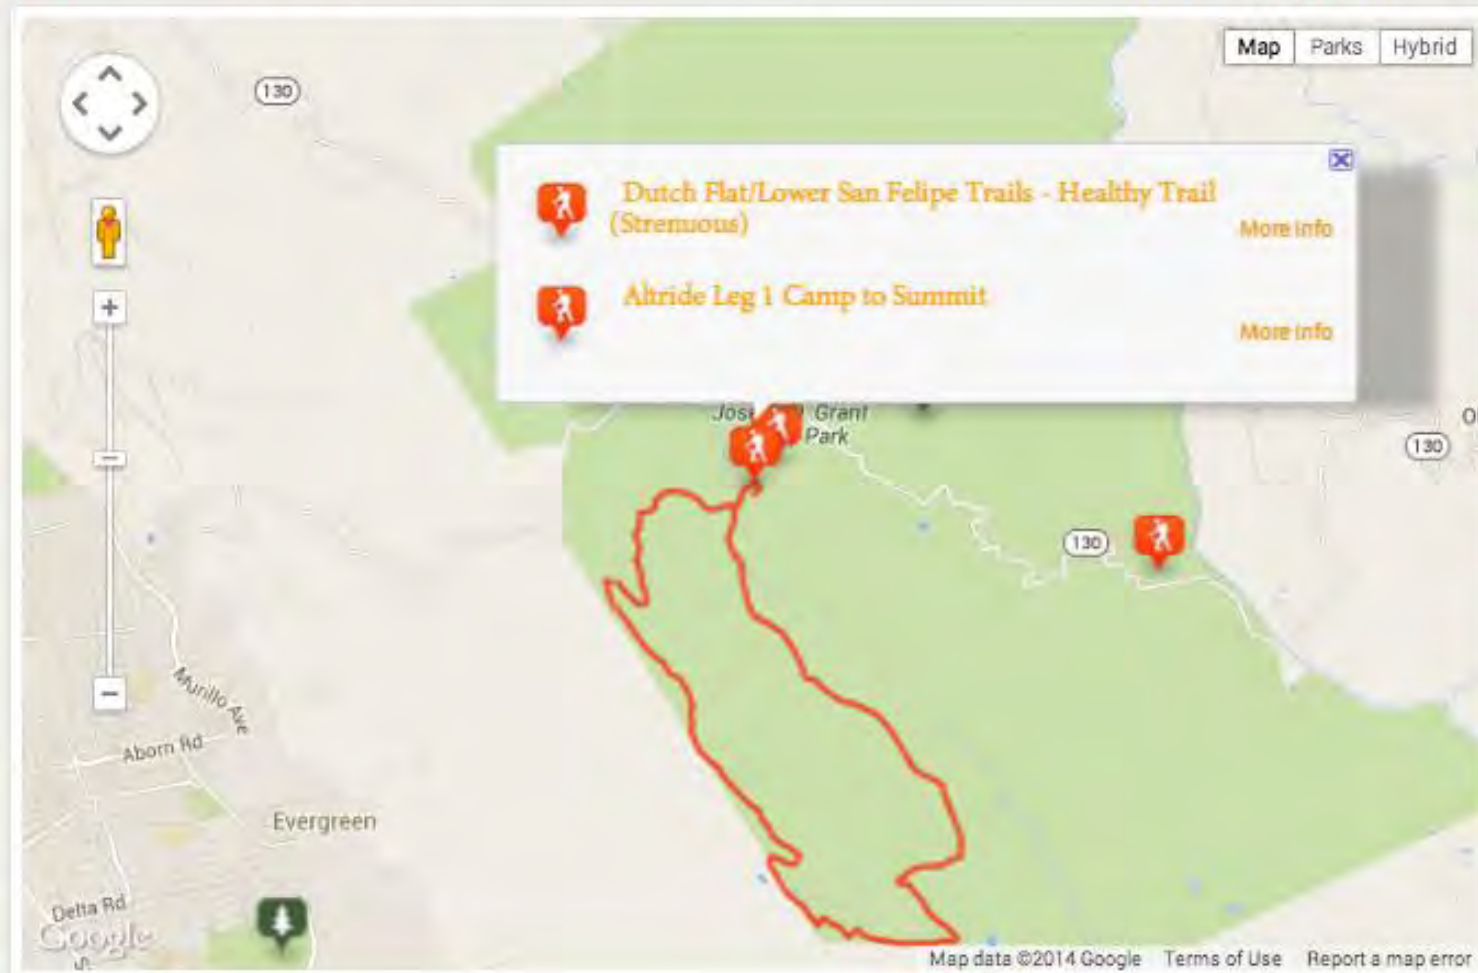 Map Parks Hybrid
130
Dutch Flat/Lower San Felipe Trails - Healthy Trail
(Strenuous)
More Info
Altride Leg 1 Camp to Summit
More Info
Grant
Park
130
130
Murillo Ave
Aborn Rd
Evergreen
Delta Rd
Google
Map data ©2014 Google Terms of Use Report a map error